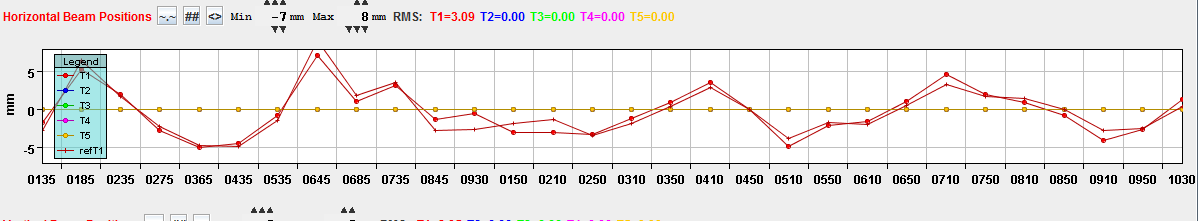 Horizontal Beam Positions ~.~ ## <> Min -7 mm Max 8 mm RMS: T1=3.09 T2=0.00 T3=0.00 T4=0.00 T5=0.00
Legend
T1
T2
T3
T4
T5
refT1
5
0
-5
mm
0135 0185 0235 0275 0365 0435 0535 0645 0685 0735 0845 0930 0150 0210 0250 0310 0350 0410 0450 0510 0550 0610 0650 0710 0750 0810 0850 0910 0950 1030